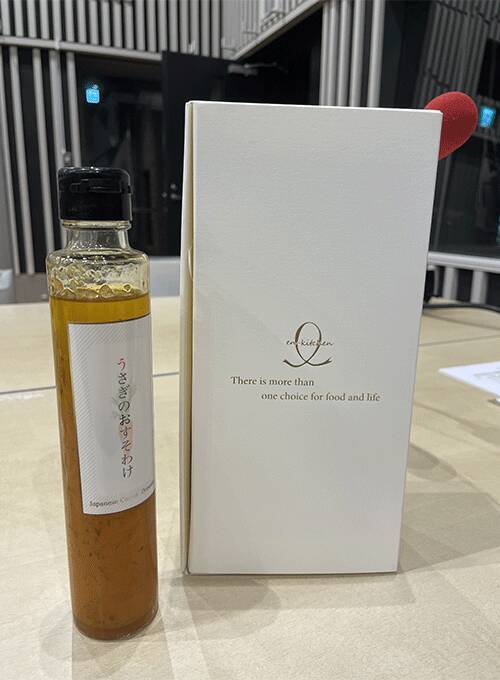 うさぎのおすそわけ
Japanese Carrot
en kitchen
There is more than
one choice for food and life